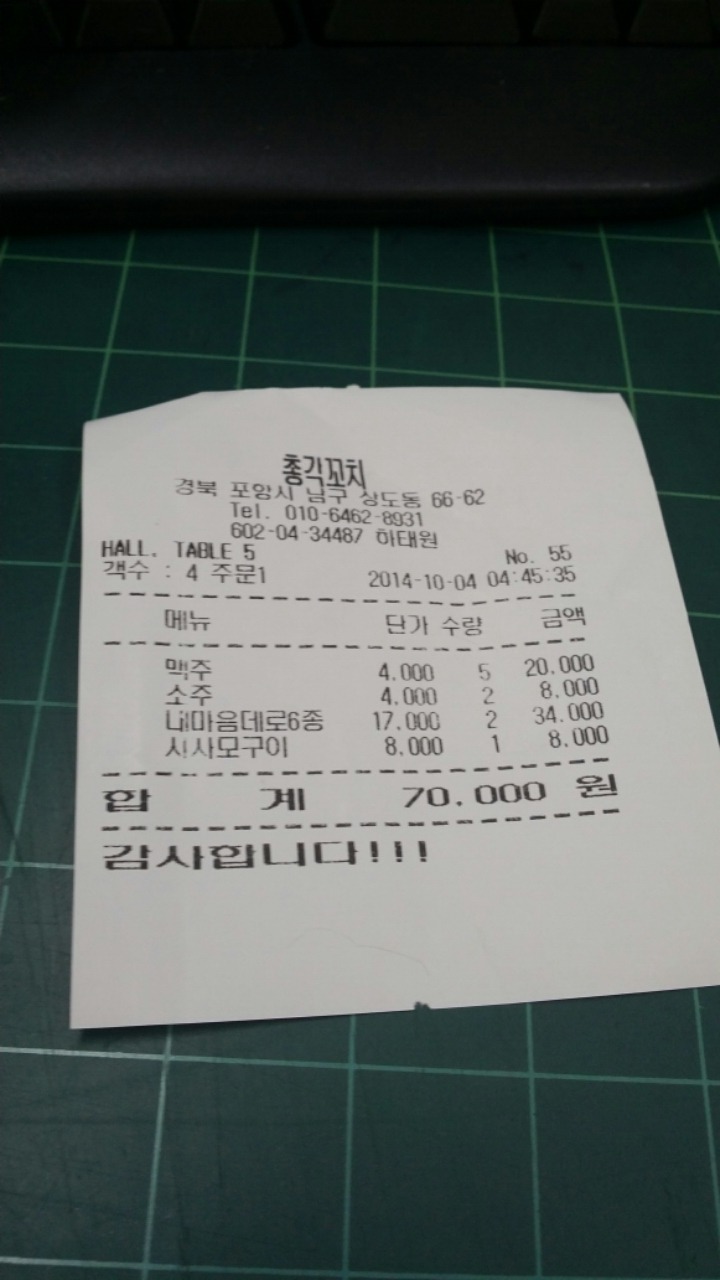 총각꼬치
경북 포항시 남구 상도동 66-62
Tel. 010-6462-8931
602-04-34487 하태원
HALL. TABLE 5 No. 55
객수 : 4 주문1 2014-10-04 04:45:35
메뉴 단가 수량 금액
맥주 4.000 5 20.000
소주 4.000 2 8.000
내마음데로6종 17.000 2 34.000
시사모구이 8.000 1 8.000
합 계 70.000 원
감사합니다!!!